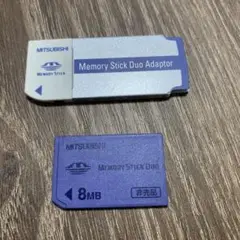 MITSUBISHI
MEMORY STICK
Memory Stick Duo Adaptor
MITSUBISHI
MEMORY STICK DUO
8MB
非売品